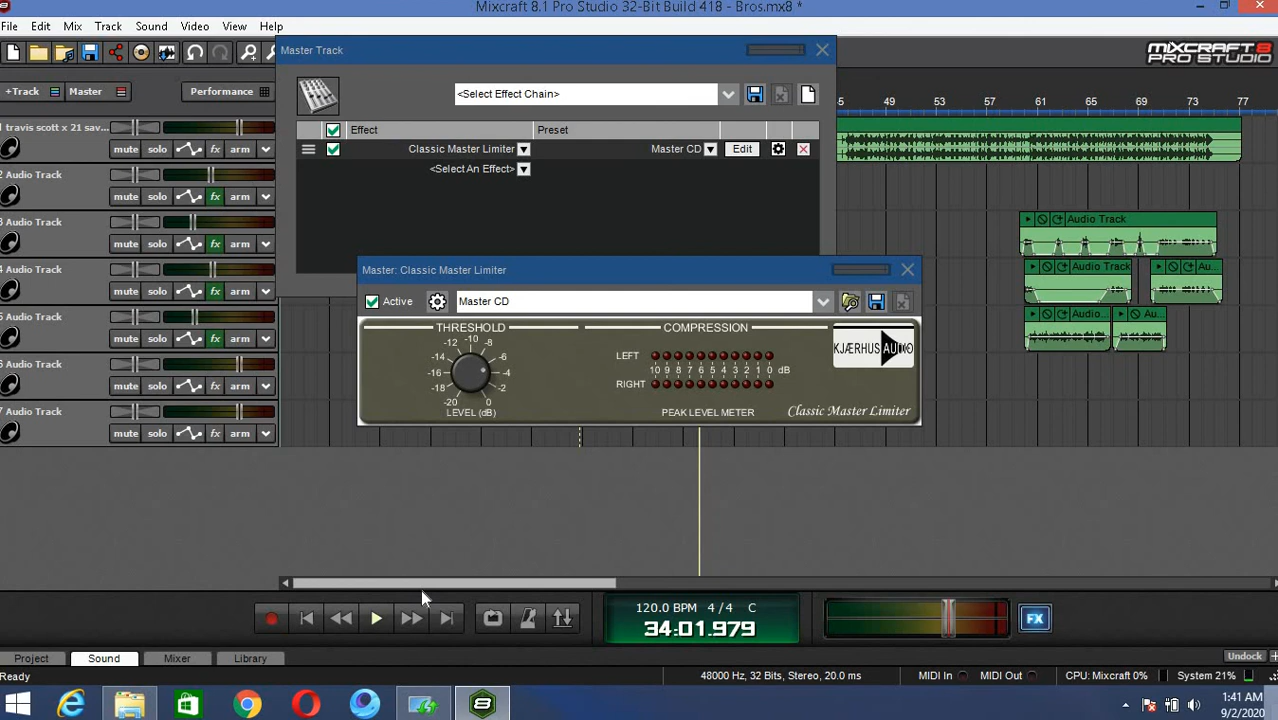 Mixcraft 8.1 Pro Studio 32-Bit Build 418 - Bros.mx8 *
File Edit Mix Track Sound Video View Help
Master Track
MIXCRAFT 8
PRO STUDIO
+Track Master Performance
<Select Effect Chain>
49 53 57 61 65 69 73 77
Effect Preset
1 travis scott x 21 sav...
mute solo arm
Classic Master Limiter Master CD Edit
<Select An Effect>
2 Audio Track
mute solo fx arm
3 Audio Track
mute solo fx arm
Audio Track
4 Audio Track
mute solo fx arm
Audio Track Au...
Master: Classic Master Limiter
Active Master CD
5 Audio Track
mute solo fx arm
Audio... Au...
6 Audio Track
mute solo fx arm
7 Audio Track
mute solo fx arm
THRESHOLD
-20 -18 -16 -14 -12 -10 -8 -6 -4 -2 0
LEVEL (dB)
COMPRESSION
LEFT
10 9 8 7 6 5 4 3 2 1 0 dB
RIGHT
PEAK LEVEL METER
KJÆRHUS AUDIO
Classic Master Limiter
120.0 BPM 4/4 C
34:01.979
FX
Project Sound Mixer Library
Undock
Ready
48000 Hz, 32 Bits, Stereo, 20.0 ms
MIDI In MIDI Out CPU: Mixcraft 0% System 21%
1:41 AM
9/2/2020